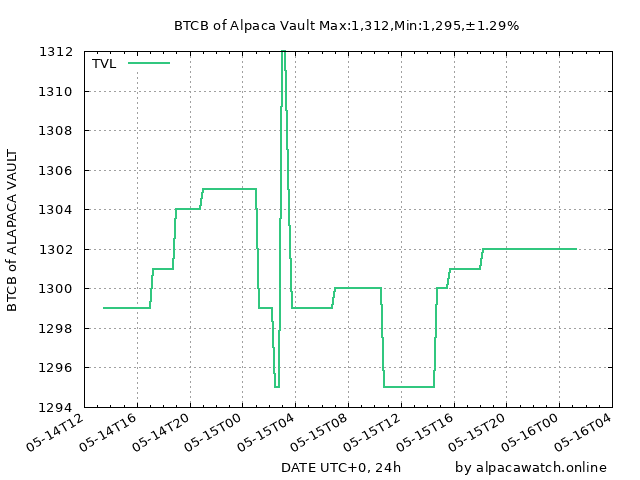 BTCB of Alpaca Vault Max:1,312,Min:1,295,±1.29%
TVL
1312
1310
1308
1306
1304
1302
1300
1298
1296
1294
BTCB of ALAPACA VAULT
05-14T12
05-14T16
05-14T20
05-15T00
05-15T04
05-15T08
05-15T12
05-15T16
05-15T20
05-16T00
05-16T04
DATE UTC+0, 24h
by alpacawatch.online